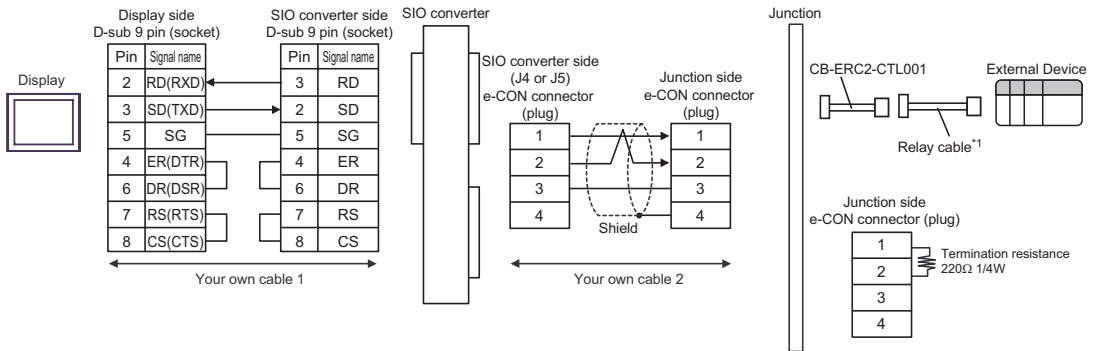 Display side
D-sub 9 pin (socket)
SIO converter side
D-sub 9 pin (socket)
SIO converter
Junction
Pin Signal name
2 RD(RXD)
3 SD(TXD)
5 SG
4 ER(DTR)
6 DR(DSR)
7 RS(RTS)
8 CS(CTS)
Pin Signal name
3 RD
2 SD
5 SG
4 ER
6 DR
7 RS
8 CS
Display
Your own cable 1
SIO converter side
(J4 or J5)
e-CON connector
(plug)
1
2
3
4
Junction side
e-CON connector
(plug)
1
2
3
4
Shield
Your own cable 2
CB-ERC2-CTL001
External Device
Relay cable*1
Junction side
e-CON connector (plug)
1
2
3
4
Termination resistance
220Ω 1/4W